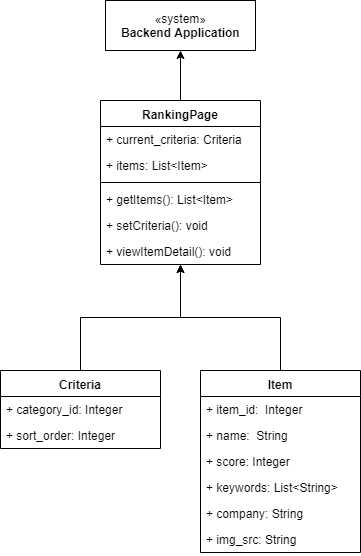 «system»
Backend Application
RankingPage
+ current_criteria: Criteria
+ items: List<Item>
+ getItems(): List<Item>
+ setCriteria(): void
+ viewItemDetail(): void
Criteria
+ category_id: Integer
+ sort_order: Integer
Item
+ item_id:  Integer
+ name:  String
+ score: Integer
+ keywords: List<String>
+ company: String
+ img_src: String